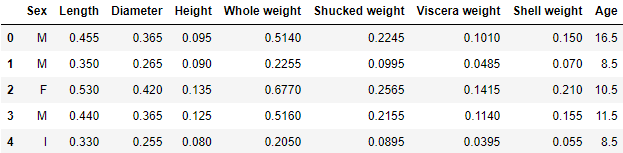 Sex Length Diameter Height Whole weight Shucked weight Viscera weight Shell weight Age
0 M 0.455 0.365 0.095 0.5140 0.2245 0.1010 0.150 16.5
1 M 0.350 0.265 0.090 0.2255 0.0995 0.0485 0.070 8.5
2 F 0.530 0.420 0.135 0.6770 0.2565 0.1415 0.210 10.5
3 M 0.440 0.365 0.125 0.5160 0.2155 0.1140 0.155 11.5
4 I 0.330 0.255 0.080 0.2050 0.0895 0.0395 0.055 8.5